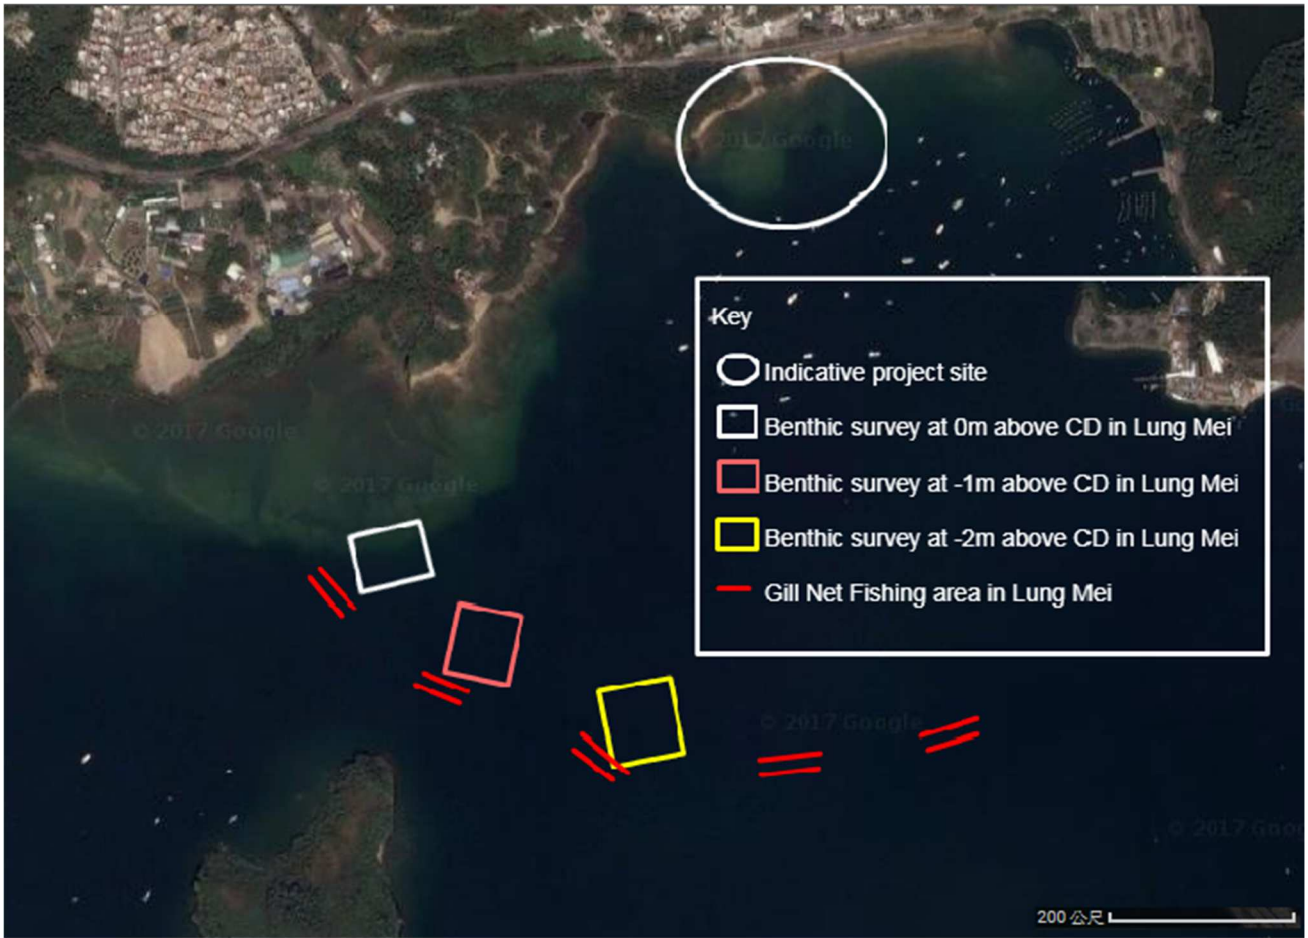 2017 Google
Key
Indicative project site
Benthic survey at 0m above CD in Lung Mei
© 2017 Google
Benthic survey at -1m above CD in Lung Mei
© 2017 Google
Benthic survey at -2m above CD in Lung Mei
Gill Net Fishing area in Lung Mei
© 2017 Google
© 2017 Goo
200 公尺